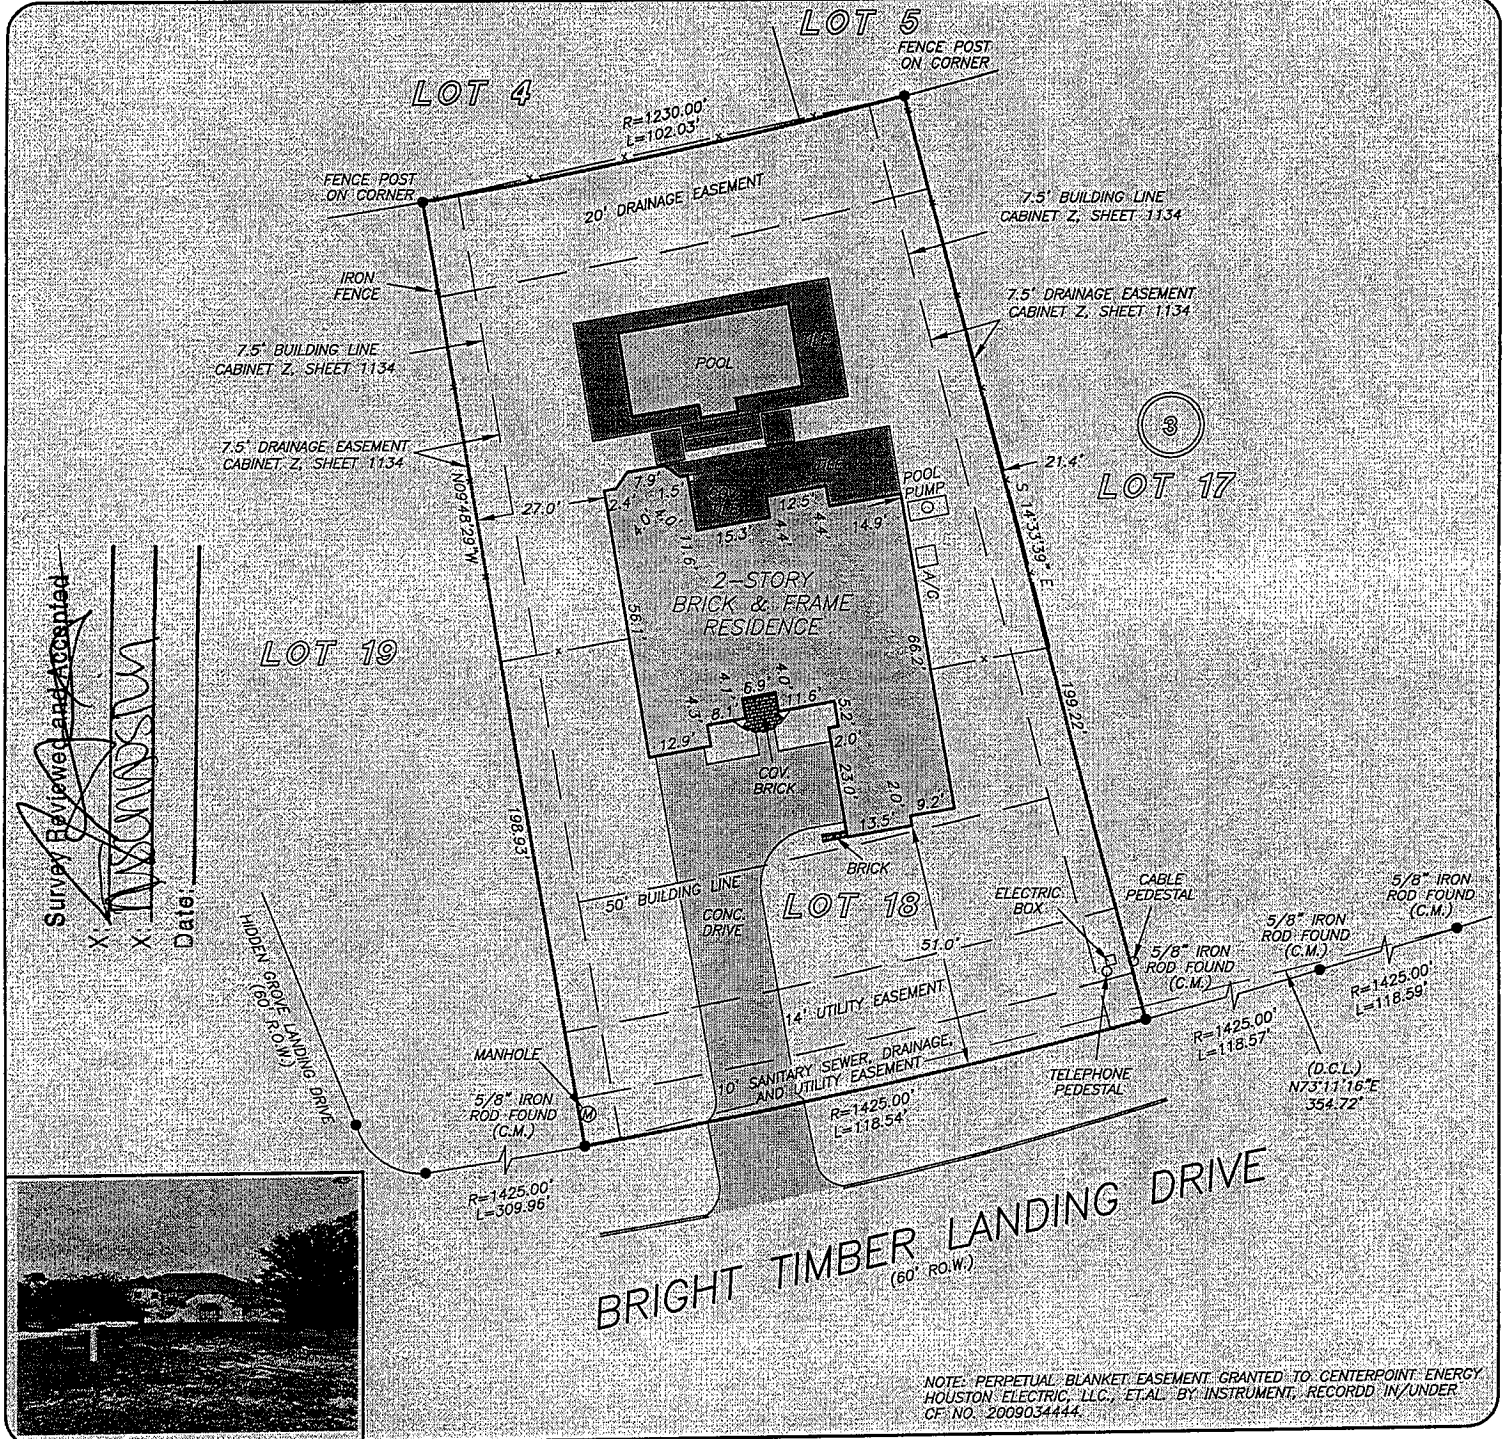 LOT 5
FENCE POST
ON CORNER
LOT 4
R=1230.00'
L=102.03'
FENCE POST
ON CORNER
20' DRAINAGE EASEMENT
7.5' BUILDING LINE
CABINET Z, SHEET 1134
IRON
FENCE
7.5' DRAINAGE EASEMENT
CABINET Z, SHEET 1134
7.5' BUILDING LINE
CABINET Z, SHEET 1134
POOL
3
7.5' DRAINAGE EASEMENT
CABINET Z, SHEET 1134
21.4'
LOT 17
POOL
PUMP
N09°48'29"W
27.0'
2.4'
7.9'
1.5'
4.0'
4.0'
11.6'
15.3'
4.4'
12.5'
4.4'
14.9'
S 14°33'39" E
A/C
2-STORY
BRICK & FRAME
RESIDENCE
56.1'
66.2'
LOT 19
199.22'
4.3'
8.1'
4.1'
6.9'
4.0'
11.6'
5.2'
2.0'
12.9'
COV.
BRICK
23.0'
2.0'
13.5'
9.2'
198.93'
BRICK
50' BUILDING LINE
CONC.
DRIVE
LOT 18
51.0'
ELECTRIC
BOX
CABLE
PEDESTAL
5/8" IRON
ROD FOUND
(C.M.)
5/8" IRON
ROD FOUND
(C.M.)
5/8" IRON
ROD FOUND
(C.M.)
R=1425.00'
L=118.59'
R=1425.00'
L=118.57'
(D.C.L.)
N73°11'16"E
354.72'
14' UTILITY EASEMENT
10' SANITARY SEWER, DRAINAGE,
AND UTILITY EASEMENT
TELEPHONE
PEDESTAL
MANHOLE
M
5/8" IRON
ROD FOUND
(C.M.)
R=1425.00'
L=118.54'
HIDDEN GROVE LANDING DRIVE
(60' R.O.W.)
R=1425.00'
L=309.96'
BRIGHT TIMBER LANDING DRIVE
(60' RO.W.)
Survey Reviewed and Accepted
X:
X:
Date:
NOTE: PERPETUAL BLANKET EASEMENT GRANTED TO CENTERPOINT ENERGY
HOUSTON ELECTRIC, LLC., ET.AL. BY INSTRUMENT, RECORDD IN/UNDER
CF NO. 2009034444.